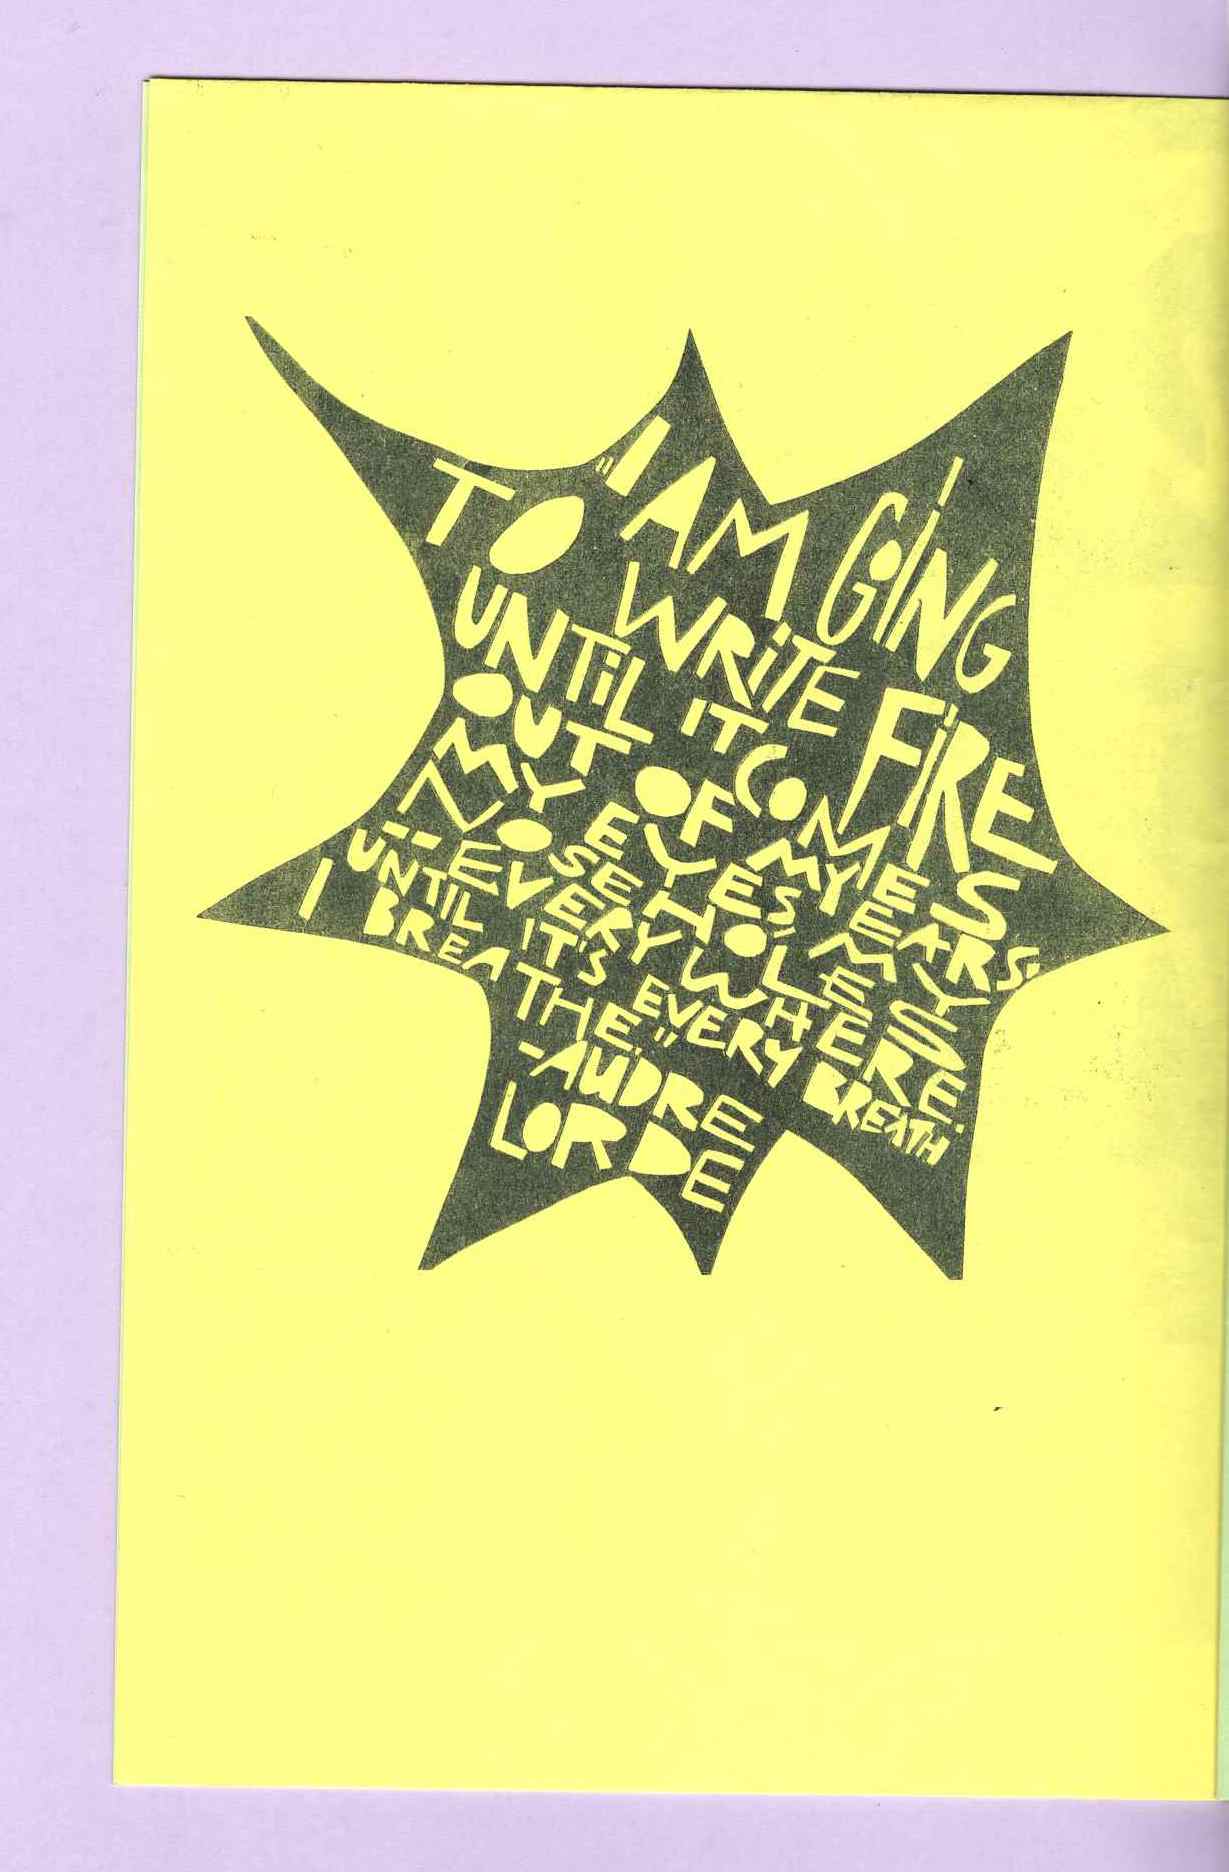 "I AM GOING
TO WRITE FIRE
UNTIL IT COMES
OUT OF MY EARS,
MY EYES, MY
NOSEHOLES
--EVERYWHERE.
UNTIL IT'S EVERY BREATH
I BREATHE."
-AUDRE
LORDE